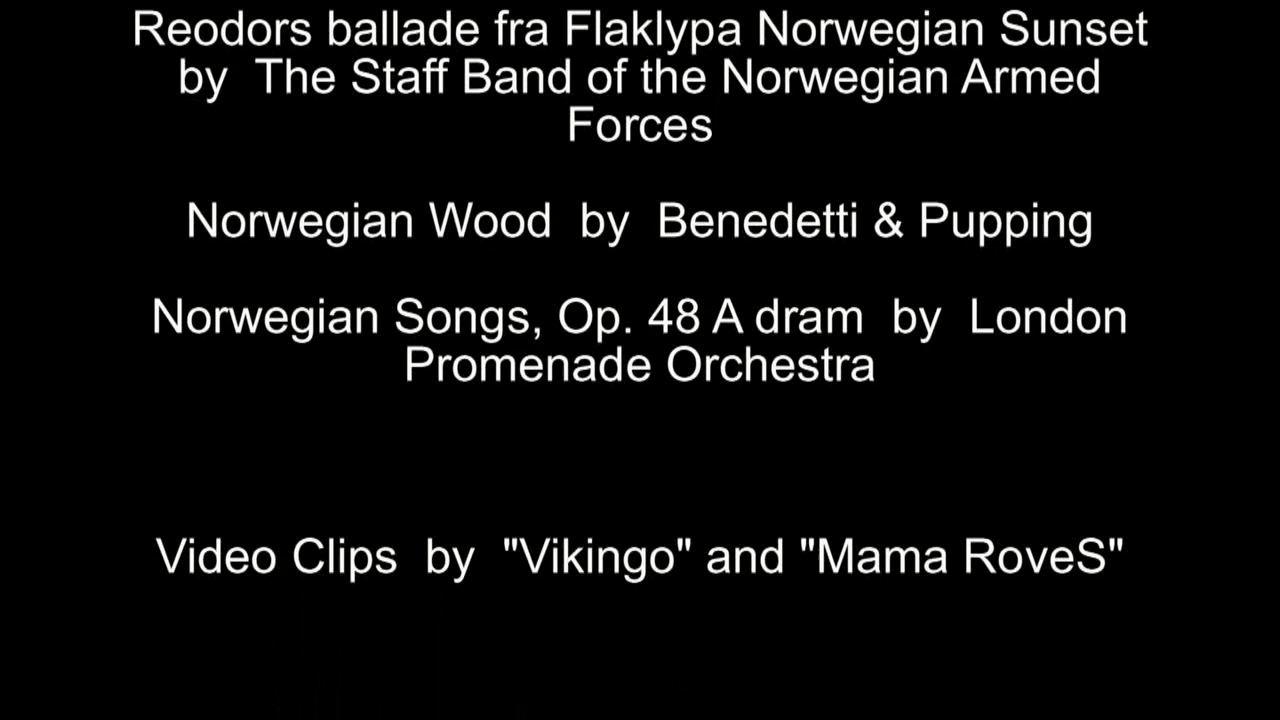 Reodors ballade fra Flaklypa Norwegian Sunset
by  The Staff Band of the Norwegian Armed
Forces
Norwegian Wood  by  Benedetti & Pupping
Norwegian Songs, Op. 48 A dram  by  London
Promenade Orchestra
Video Clips  by  "Vikingo" and "Mama RoveS"